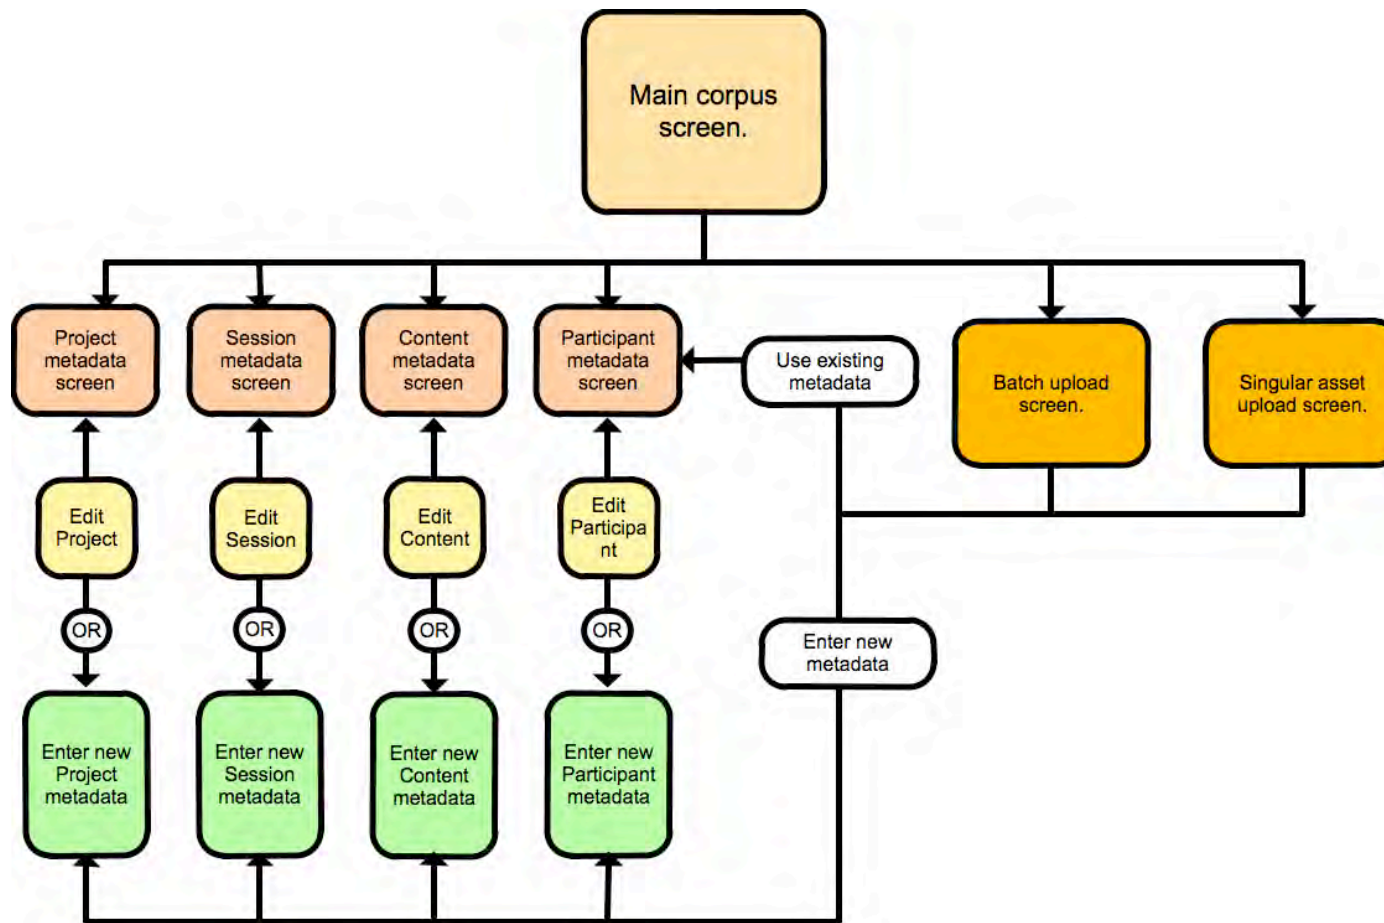 Main corpus
screen.
Project
metadata
screen
Session
metadata
screen
Content
metadata
screen
Participant
metadata
screen
Use existing
metadata
Batch upload
screen.
Singular asset
upload screen.
Edit
Project
Edit
Session
Edit
Content
Edit
Participa
nt
OR
OR
OR
OR
Enter new
metadata
Enter new
Project
metadata
Enter new
Session
metadata
Enter new
Content
metadata
Enter new
Participant
metadata